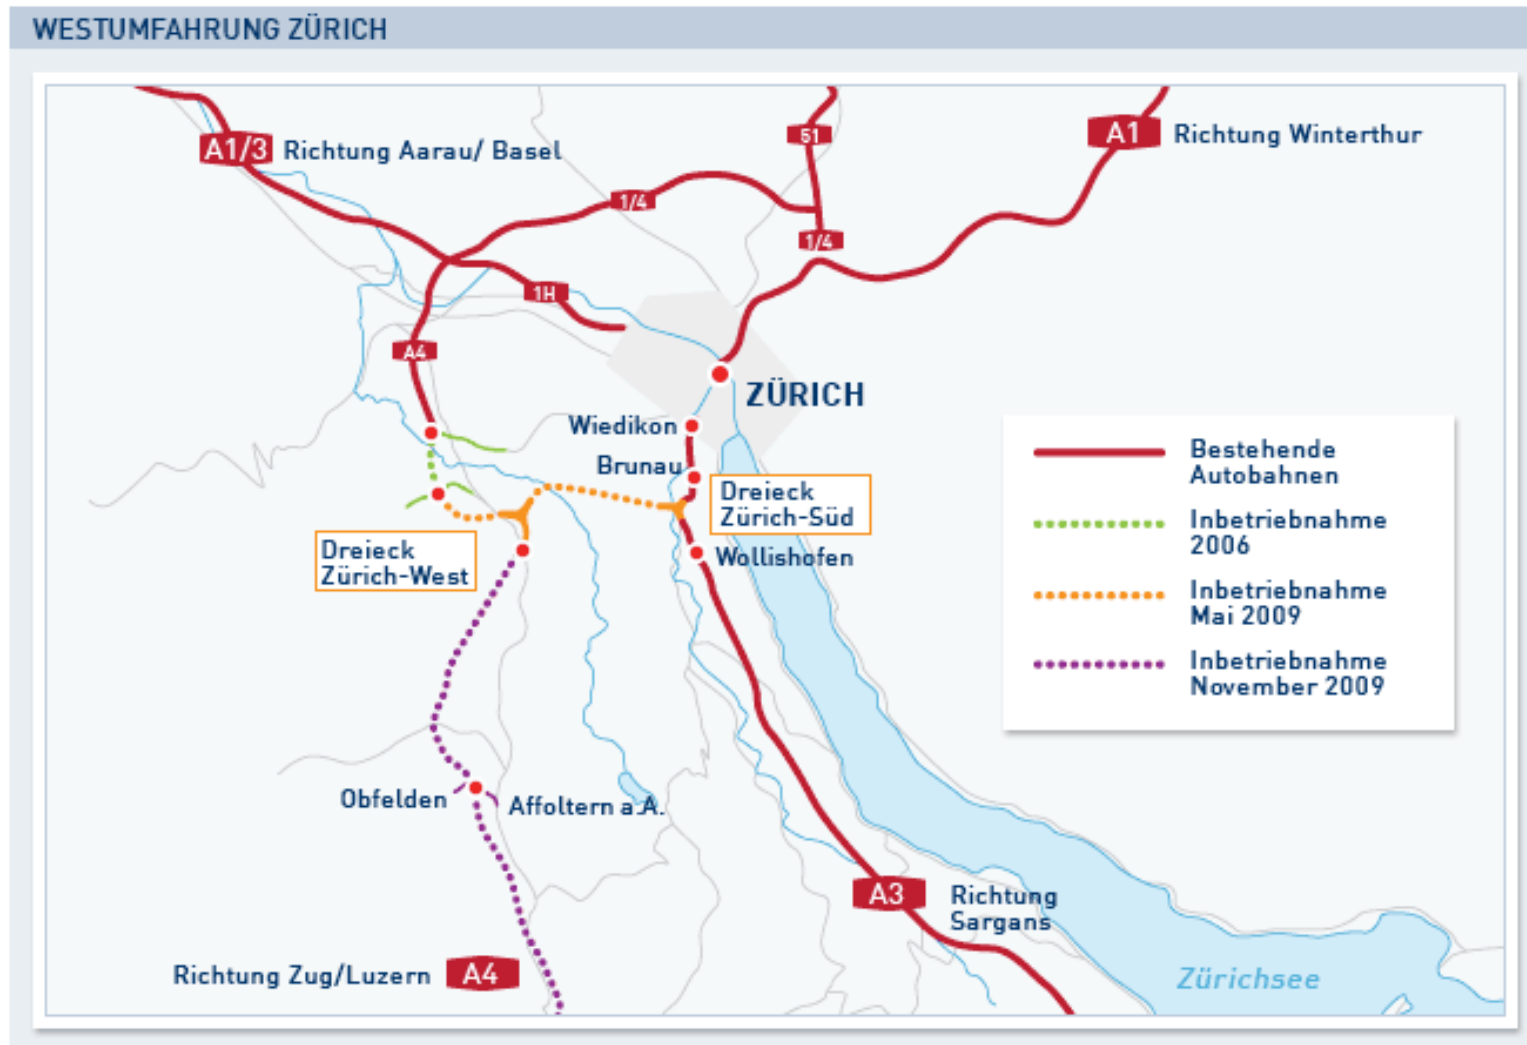 WESTUMFAHRUNG ZÜRICH
A1/3 Richtung Aarau/ Basel
51
A1 Richtung Winterthur
1/4
1/4
1H
A4
ZÜRICH
Wiedikon
Brunau
Dreieck
Zürich-Süd
Dreieck
Zürich-West
Wollishofen
Bestehende
Autobahnen
Inbetriebnahme
2006
Inbetriebnahme
Mai 2009
Inbetriebnahme
November 2009
Obfelden
Affoltern a.A.
A3
Richtung
Sargans
Richtung Zug/Luzern A4
Zürichsee